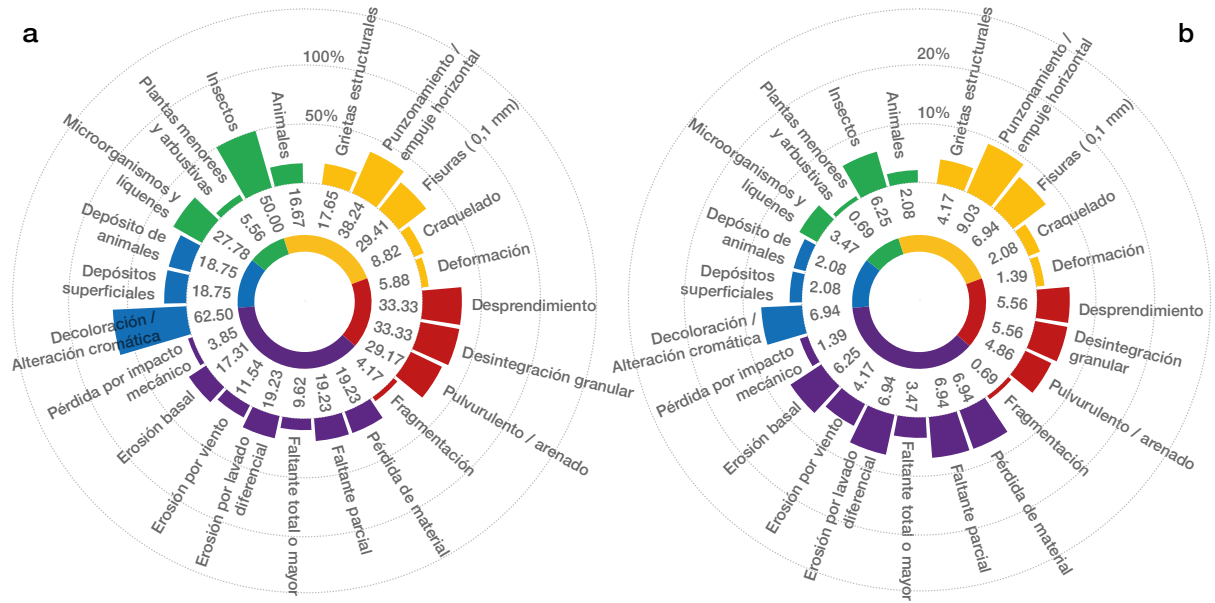 a
100%
50%
Grietas estructurales
17.65
Punzonamiento /
empuje horizontal
38.24
Fisuras ( 0,1 mm)
29.41
Craquelado
8.82
Deformación
5.88
Desprendimiento
33.33
Desintegración granular
33.33
Pulvurulento / arenado
29.17
Fragmentación
4.17
Pérdida de material
19.23
Faltante parcial
19.23
Faltante total o mayor
9.62
Erosión por lavado
diferencial
19.23
Erosión por viento
11.54
Erosión basal
17.31
Pérdida por impacto
mecánico
3.85
Decoloración /
Alteración cromática
62.50
Depósitos
superficiales
18.75
Depósito de
animales
18.75
Microorganismos y
líquenes
27.78
Plantas menorees
y arbustivas
5.56
Insectos
50.00
Animales
16.67
b
20%
10%
Grietas estructurales
4.17
Punzonamiento /
empuje horizontal
9.03
Fisuras ( 0,1 mm)
6.94
Craquelado
2.08
Deformación
1.39
Desprendimiento
5.56
Desintegración
granular
5.56
Pulvurulento / arenado
4.86
Fragmentación
0.69
Pérdida de material
6.94
Faltante parcial
6.94
Faltante total o mayor
3.47
Erosión por lavado
diferencial
6.94
Erosión por viento
4.17
Erosión basal
6.25
Pérdida por impacto
mecánico
1.39
Decoloración /
Alteración cromática
6.94
Depósitos
superficiales
2.08
Depósito de
animales
2.08
Microorganismos y
líquenes
3.47
Plantas menorees
y arbustivas
0.69
Insectos
6.25
Animales
2.08